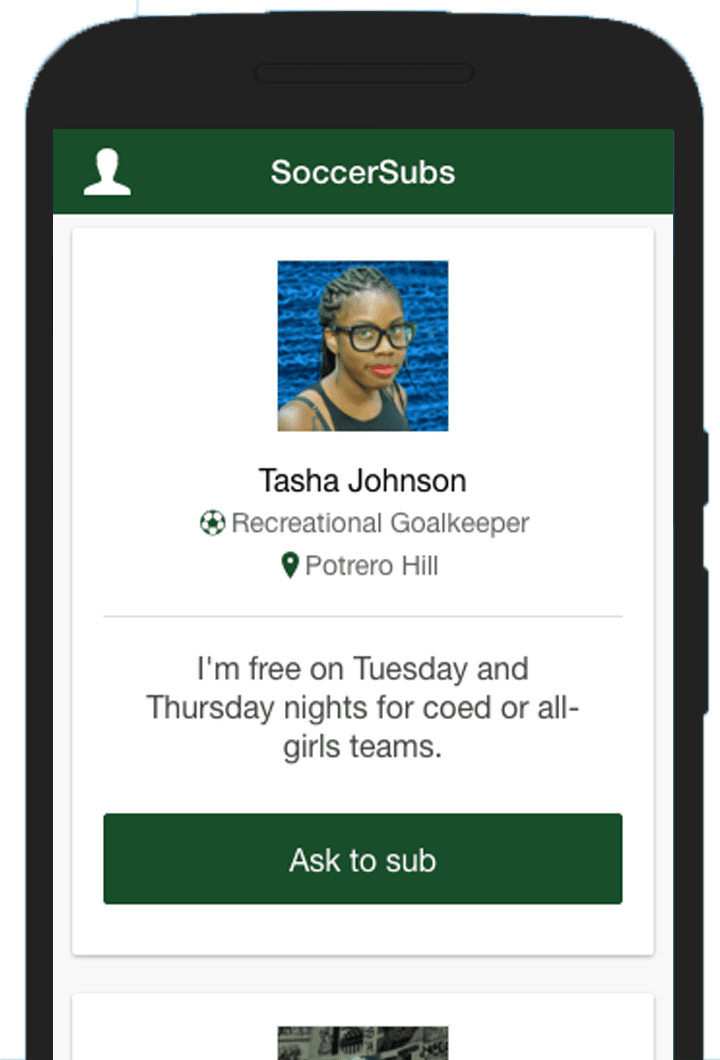 SoccerSubs
Tasha Johnson
Recreational Goalkeeper
Potrero Hill
I'm free on Tuesday and
Thursday nights for coed or all-
girls teams.
Ask to sub